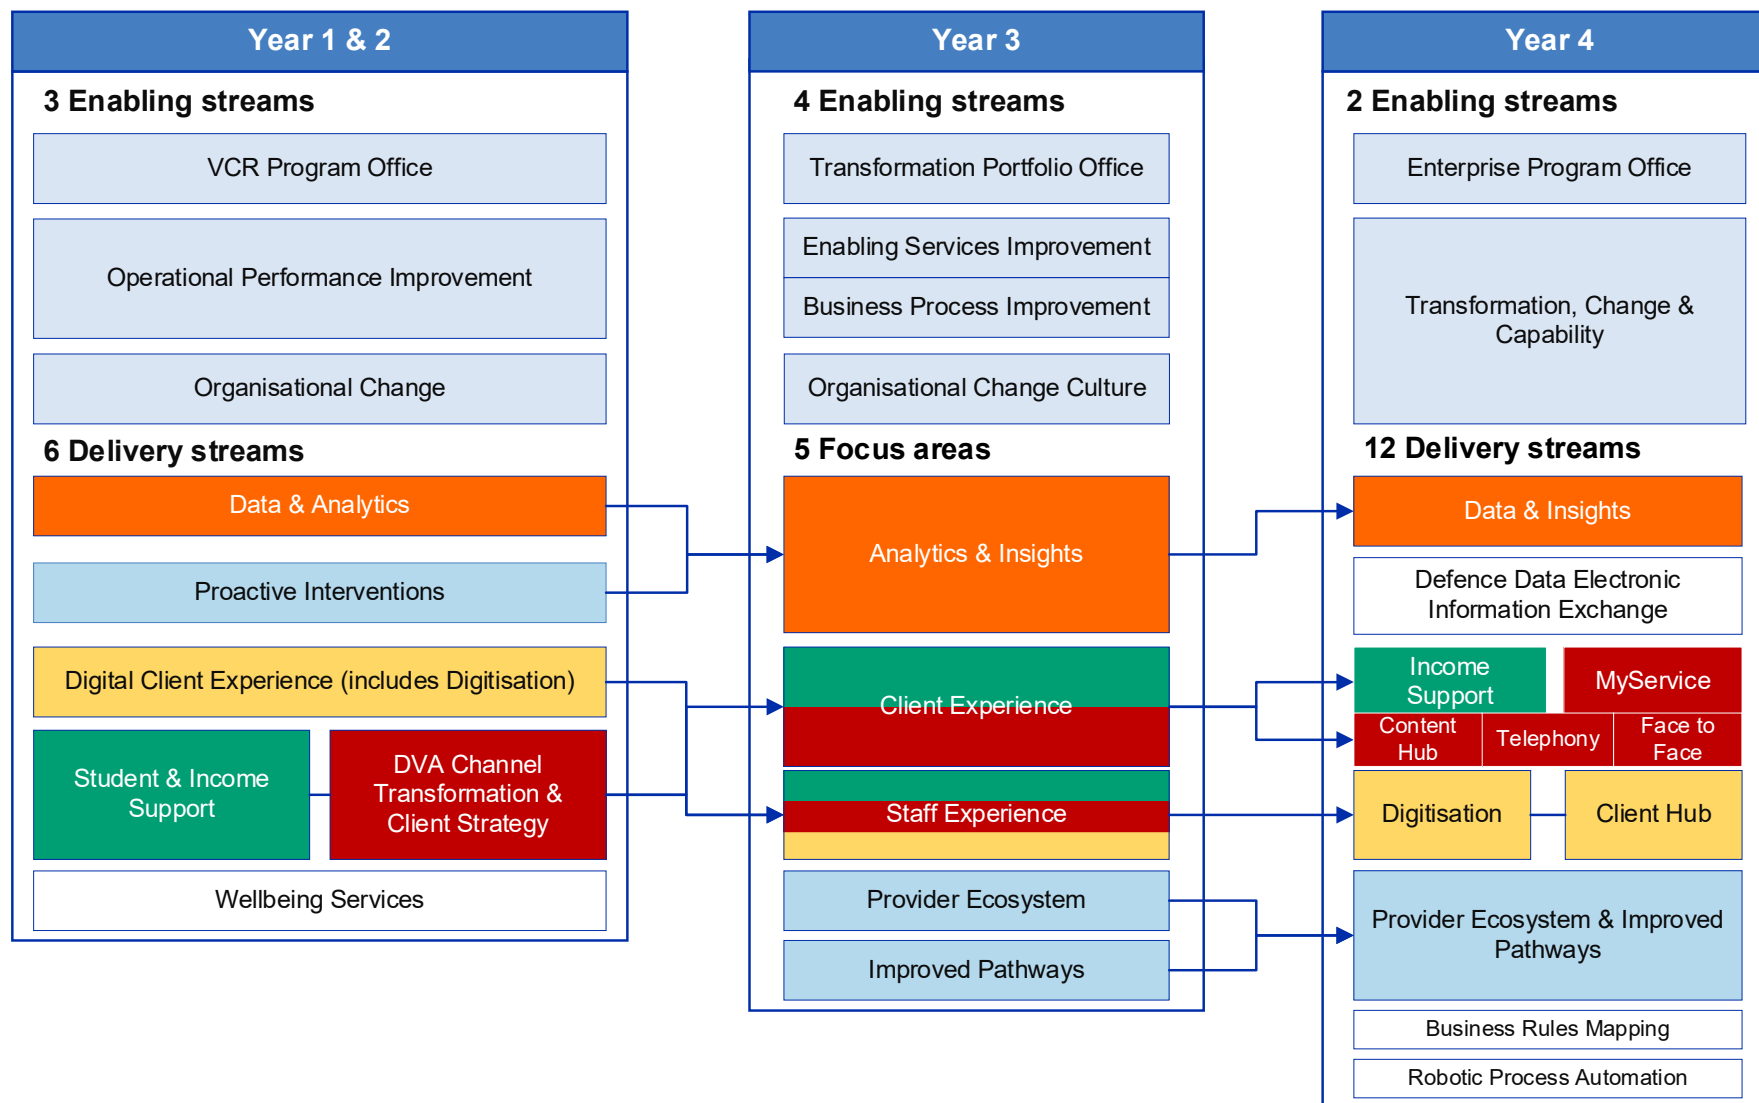 Year 1 & 2
3 Enabling streams
VCR Program Office
Operational Performance Improvement
Organisational Change
6 Delivery streams
Data & Analytics
Proactive Interventions
Digital Client Experience (includes Digitisation)
Student & Income
Support
DVA Channel
Transformation &
Client Strategy
Wellbeing Services
Year 3
4 Enabling streams
Transformation Portfolio Office
Enabling Services Improvement
Business Process Improvement
Organisational Change Culture
5 Focus areas
Analytics & Insights
Client Experience
Staff Experience
Provider Ecosystem
Improved Pathways
Year 4
2 Enabling streams
Enterprise Program Office
Transformation, Change &
Capability
12 Delivery streams
Data & Insights
Defence Data Electronic
Information Exchange
Income
Support
MyService
Content
Hub
Telephony
Face to
Face
Digitisation
Client Hub
Provider Ecosystem & Improved
Pathways
Business Rules Mapping
Robotic Process Automation